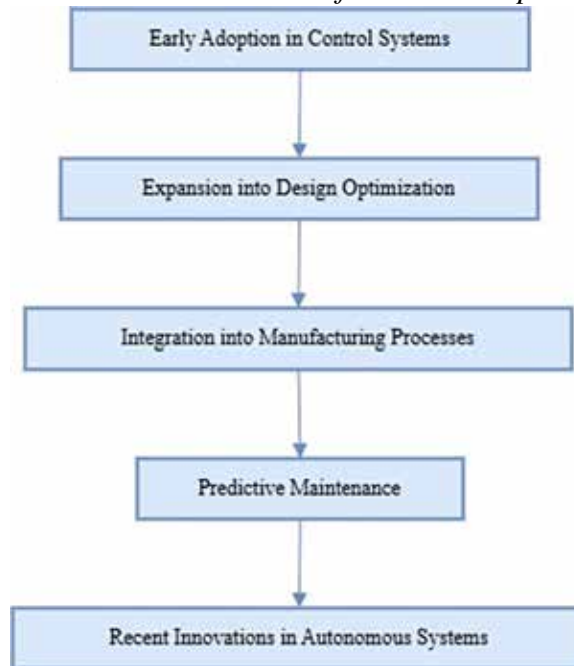 Early Adoption in Control Systems
Expansion into Design Optimization
Integration into Manufacturing Processes
Predictive Maintenance
Recent Innovations in Autonomous Systems